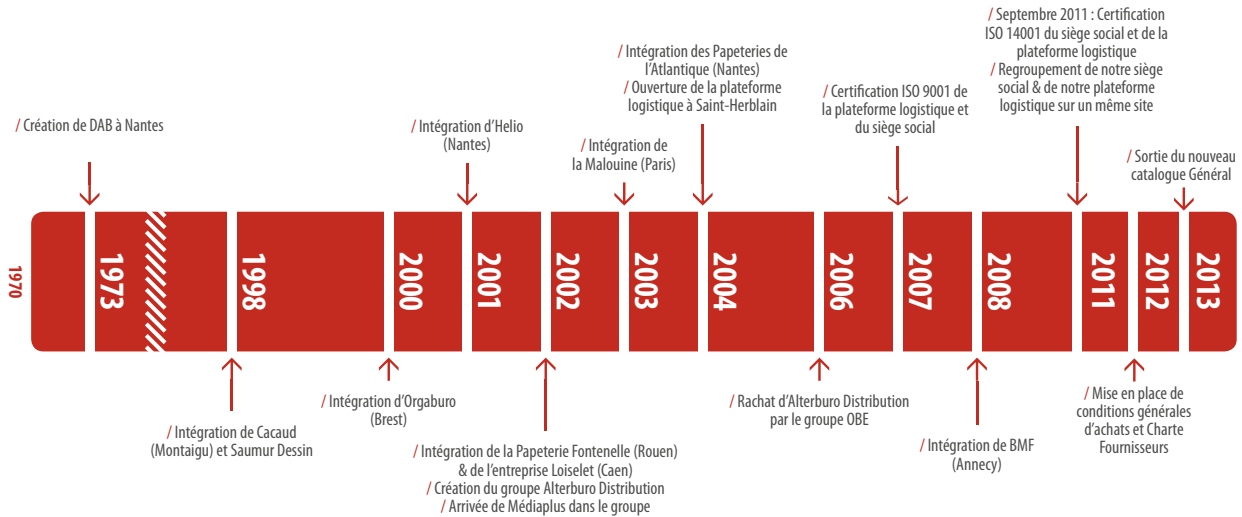 / Création de DAB à Nantes
/ Intégration d'Helio
(Nantes)
/ Intégration de
la Malouine (Paris)
/ Intégration des Papeteries de
l'Atlantique (Nantes)
/ Ouverture de la plateforme
logistique à Saint-Herblain
/ Certification ISO 9001 de
la plateforme logistique et
du siège social
/ Septembre 2011 : Certification
ISO 14001 du siège social et de la
plateforme logistique
/ Regroupement de notre siège
social & de notre plateforme
logistique sur un même site
/ Sortie du nouveau
catalogue Général
1970
1973
1998
2000
2001
2002
2003
2004
2006
2007
2008
2011
2012
2013
/ Intégration de Cacaud
(Montaigu) et Saumur Dessin
/ Intégration d'Orgaburo
(Brest)
/ Intégration de la Papeterie Fontenelle (Rouen)
& de l'entreprise Loiselet (Caen)
/ Création du groupe Alterburo Distribution
/ Arrivée de Médiaplus dans le groupe
/ Rachat d'Alterburo Distribution
par le groupe OBE
/ Intégration de BMF
(Annecy)
/ Mise en place de
conditions générales
d'achats et Charte
Fournisseurs